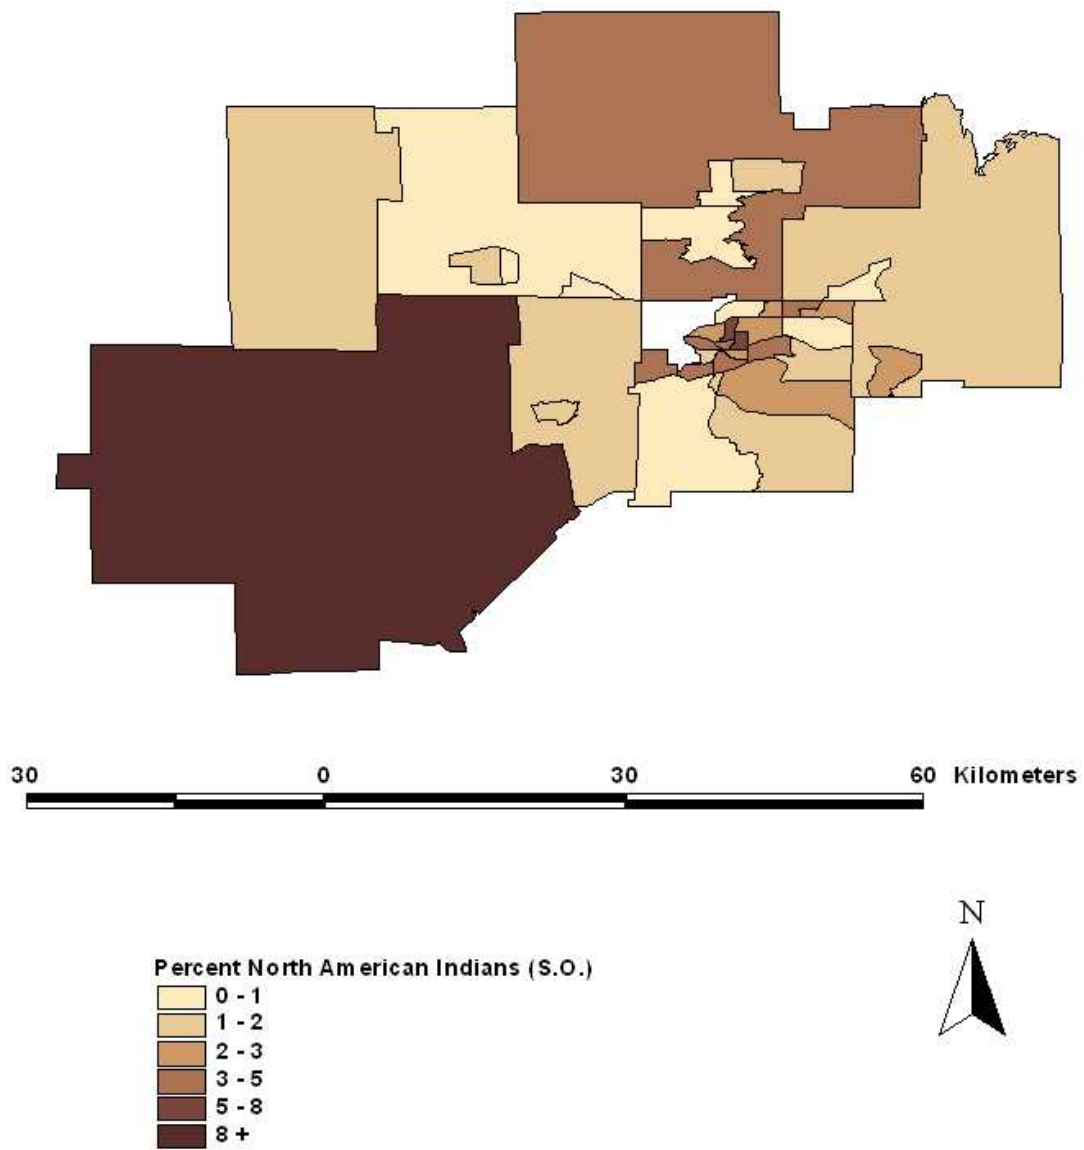 30 0 30 60 Kilometers
N
Percent North American Indians (S.O.)
0 - 1
1 - 2
2 - 3
3 - 5
5 - 8
8 +